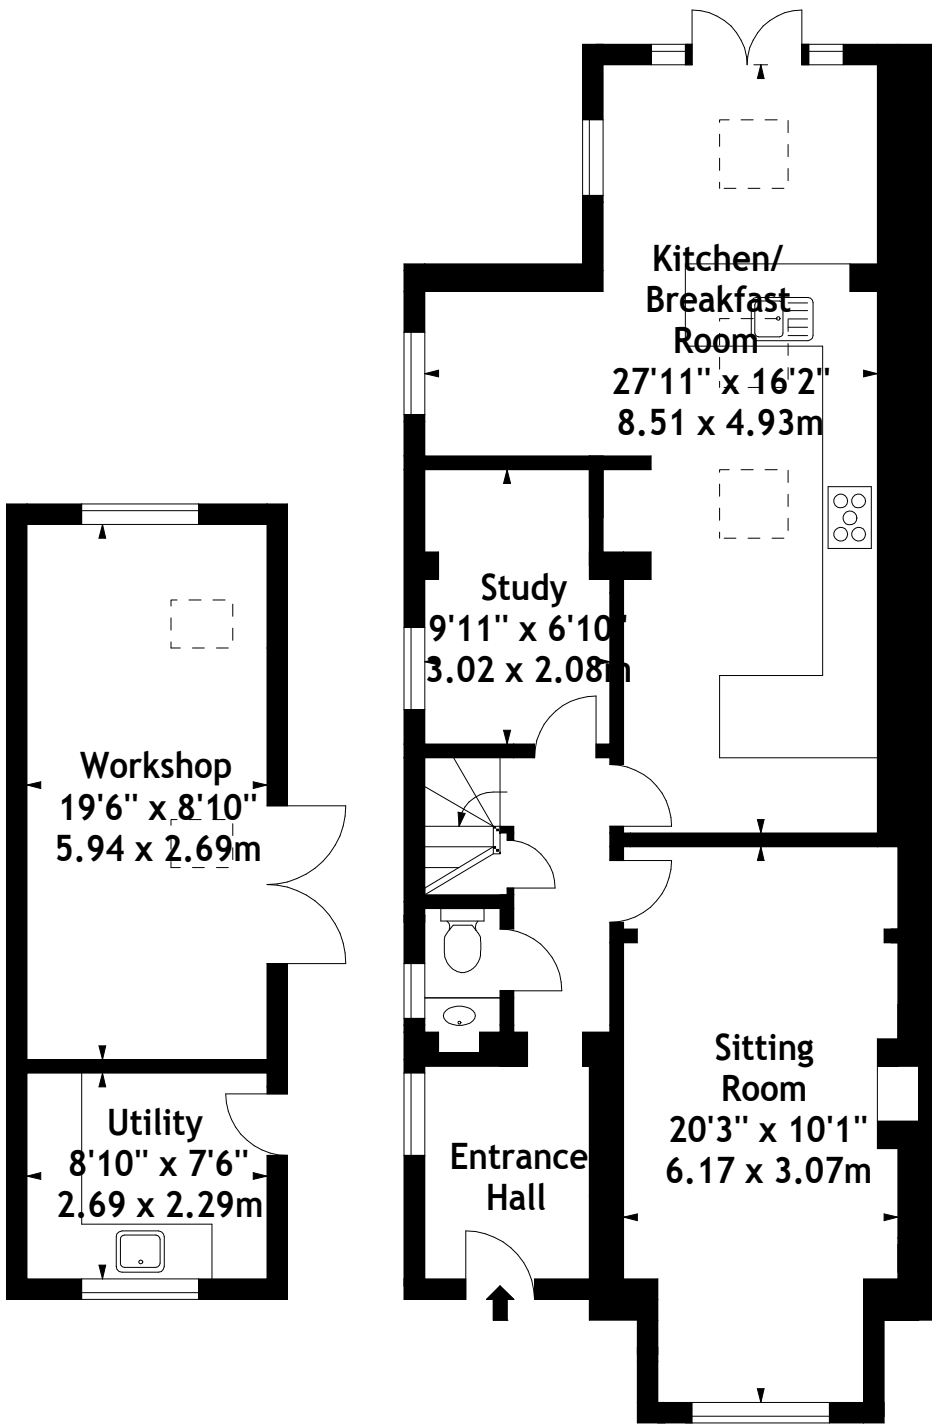 Kitchen/
Breakfast
Room
27'11" x 16'2"
8.51 x 4.93m
Study
9'11" x 6'10"
3.02 x 2.08m
Workshop
19'6" x 8'10"
5.94 x 2.69m
Sitting
Room
20'3" x 10'1"
6.17 x 3.07m
Utility
8'10" x 7'6"
2.69 x 2.29m
Entrance
Hall